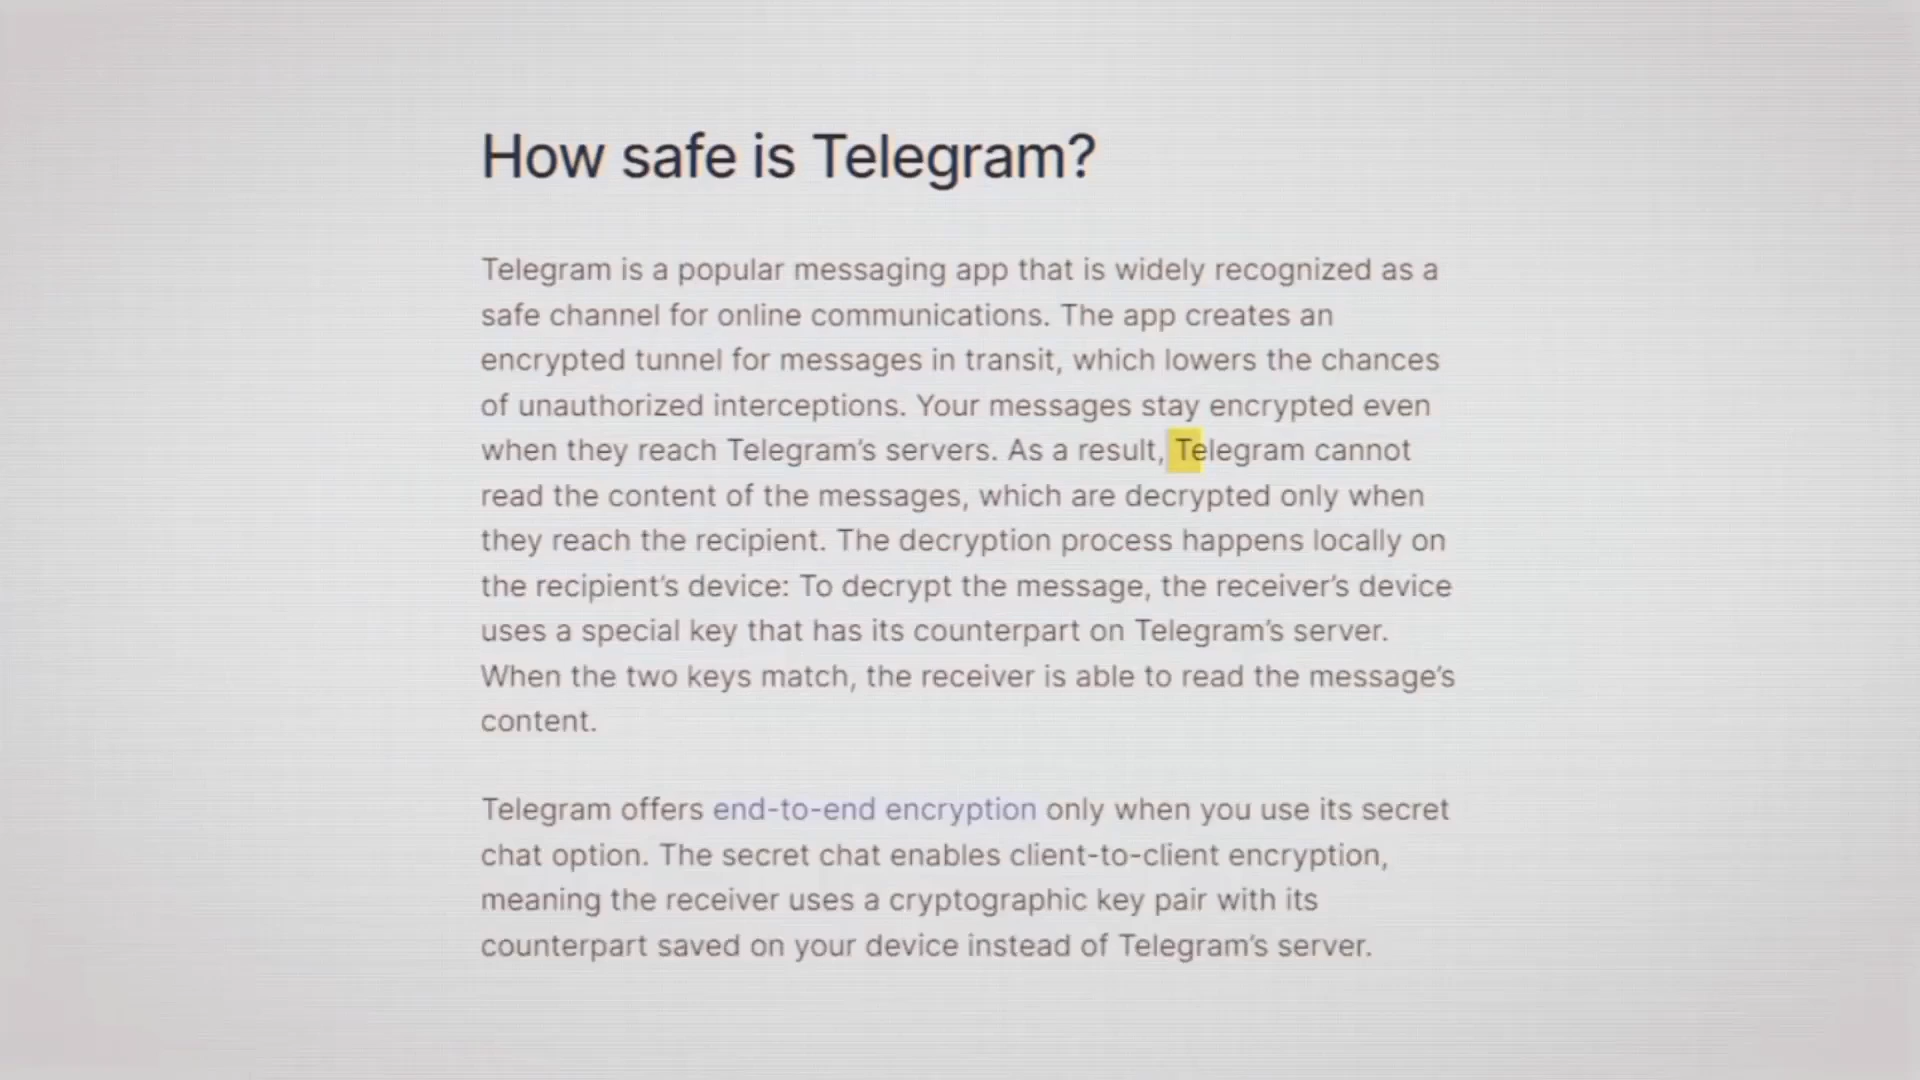 How safe is Telegram?
Telegram is a popular messaging app that is widely recognized as a
safe channel for online communications. The app creates an
encrypted tunnel for messages in transit, which lowers the chances
of unauthorized interceptions. Your messages stay encrypted even
when they reach Telegram's servers. As a result, Telegram cannot
read the content of the messages, which are decrypted only when
they reach the recipient. The decryption process happens locally on
the recipient's device: To decrypt the message, the receiver's device
uses a special key that has its counterpart on Telegram's server.
When the two keys match, the receiver is able to read the message's
content.
Telegram offers end-to-end encryption only when you use its secret
chat option. The secret chat enables client-to-client encryption,
meaning the receiver uses a cryptographic key pair with its
counterpart saved on your device instead of Telegram's server.